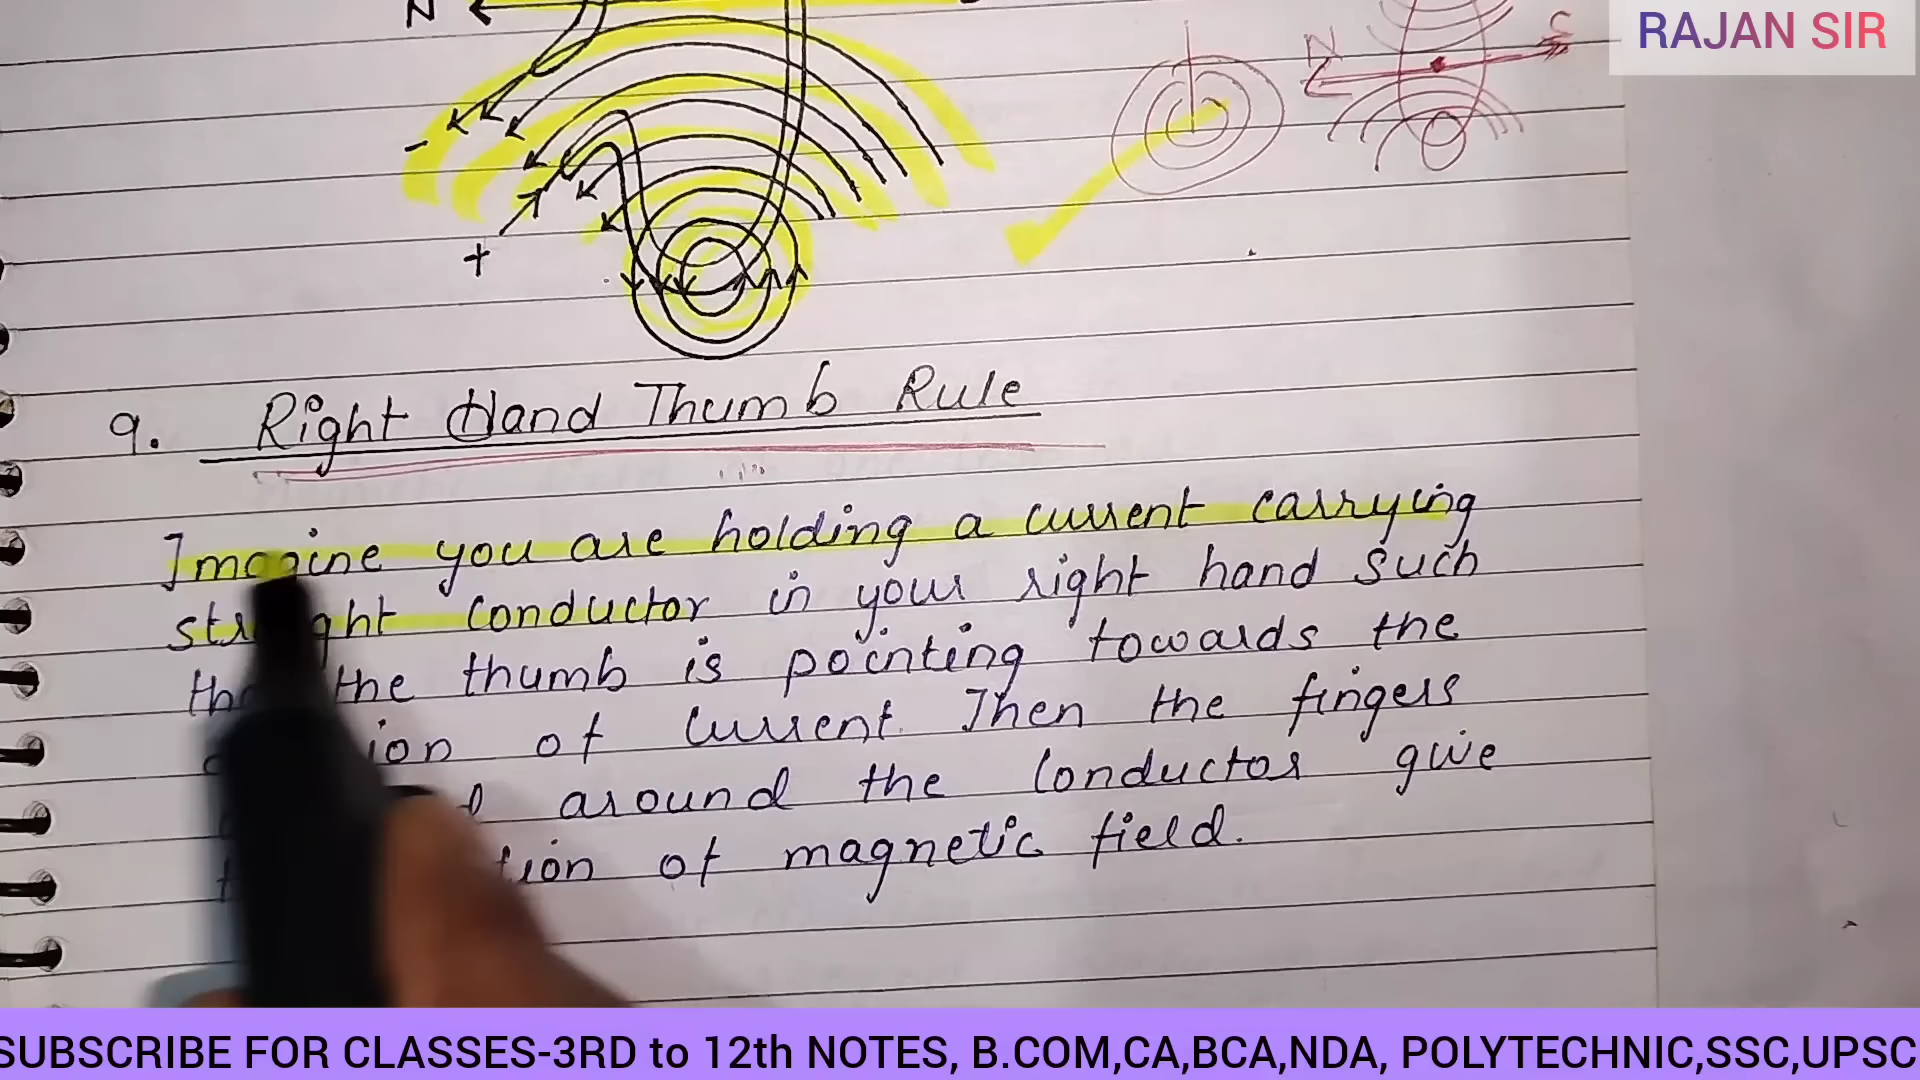 N
RAJAN SIR
N S
-
+
9. Right Hand Thumb Rule
Imagine you are holding a current carrying
straight conductor in your right hand such
the thumb is pointing towards the
of current. Then the fingers
around the conductor give
of magnetic field.
SUBSCRIBE FOR CLASSES-3RD to 12th NOTES, B.COM,CA,BCA,NDA, POLYTECHNIC,SSC,UPSC